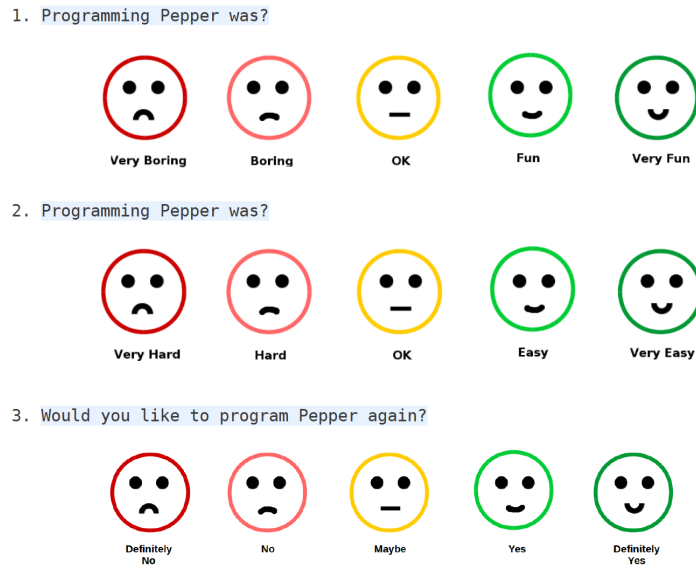 1. Programming Pepper was?
Very Boring Boring OK Fun Very Fun
2. Programming Pepper was?
Very Hard Hard OK Easy Very Easy
3. Would you like to program Pepper again?
Definitely No Maybe Yes Definitely
No Yes